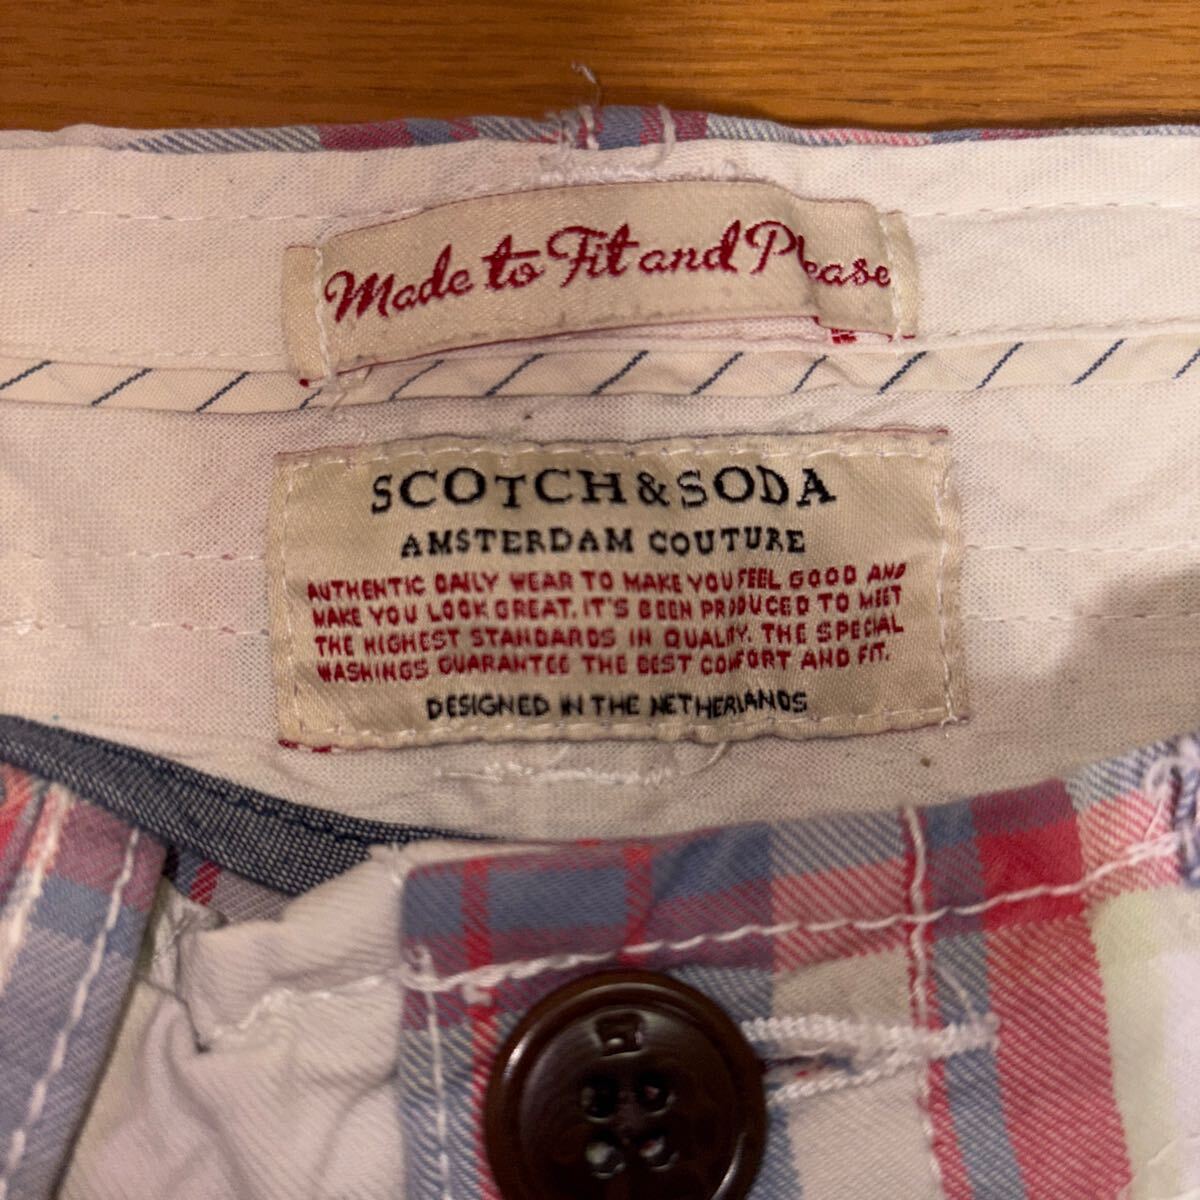 Made to Fit and Please
SCOTCH & SODA
AMSTERDAM COUTURE
AUTHENTIC DAILY WEAR TO MAKE YOU FEEL GOOD AND
MAKE YOU LOOK GREAT. IT'S BEEN PRODUCED TO MEET
THE HIGHEST STANDARDS IN QUALITY. THE SPECIAL
WASHINGS GUARANTEE THE BEST COMFORT AND FIT.
DESIGNED IN THE NETHERLANDS